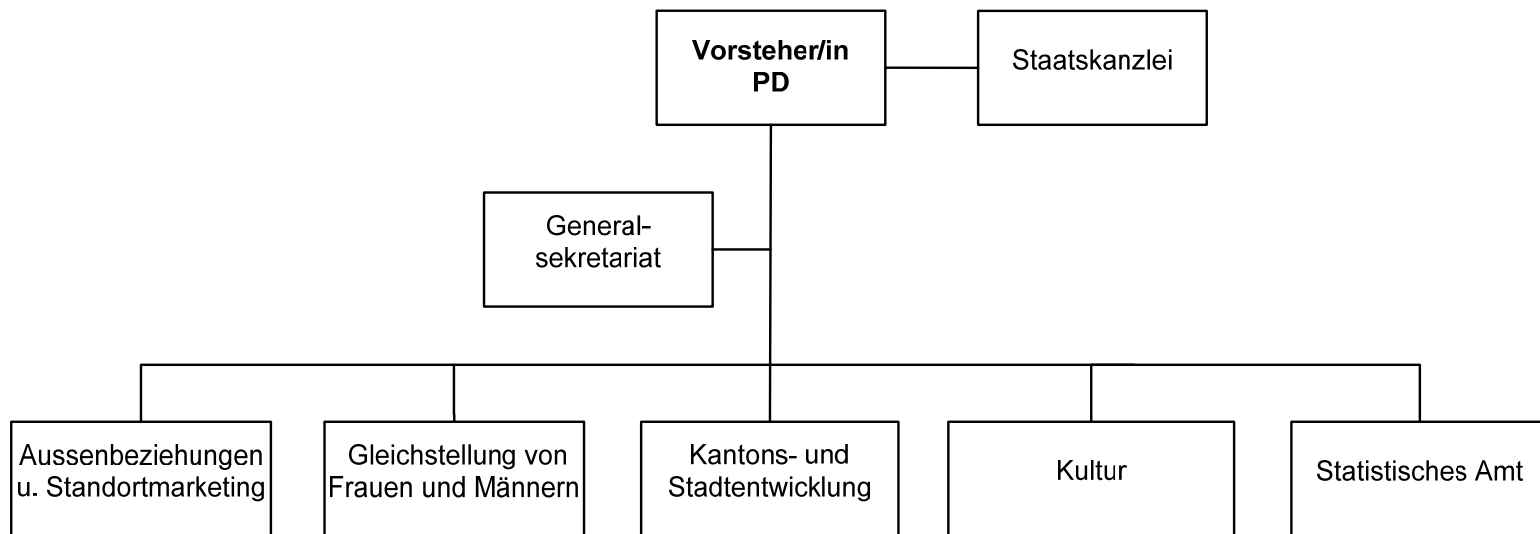 Vorsteher/in
PD
Staatskanzlei
General-
sekretariat
Aussenbeziehungen
u. Standortmarketing
Gleichstellung von
Frauen und Männern
Kantons- und
Stadtentwicklung
Kultur
Statistisches Amt